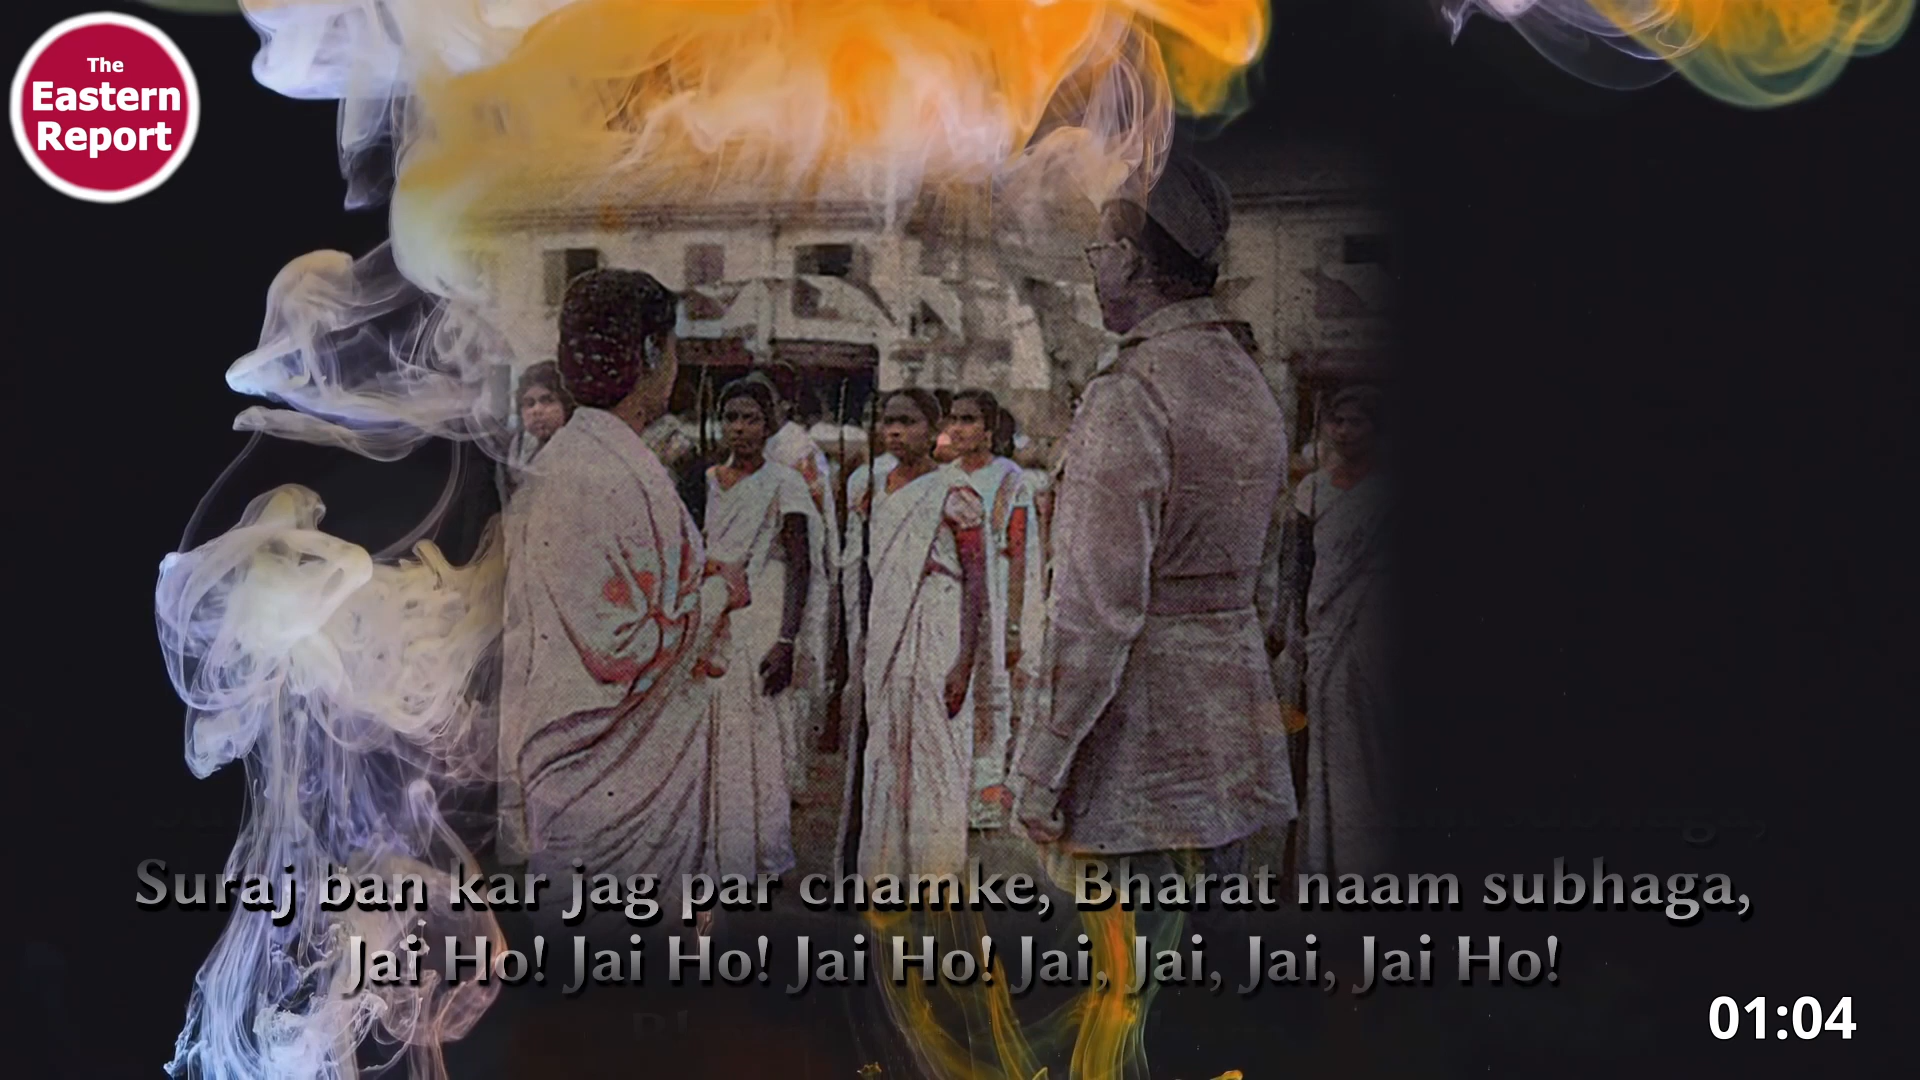 The
Eastern
Report
Suraj ban kar jag par chamke, Bharat naam subhaga,
Jai Ho! Jai Ho! Jai Ho! Jai, Jai, Jai, Jai Ho!
01:04